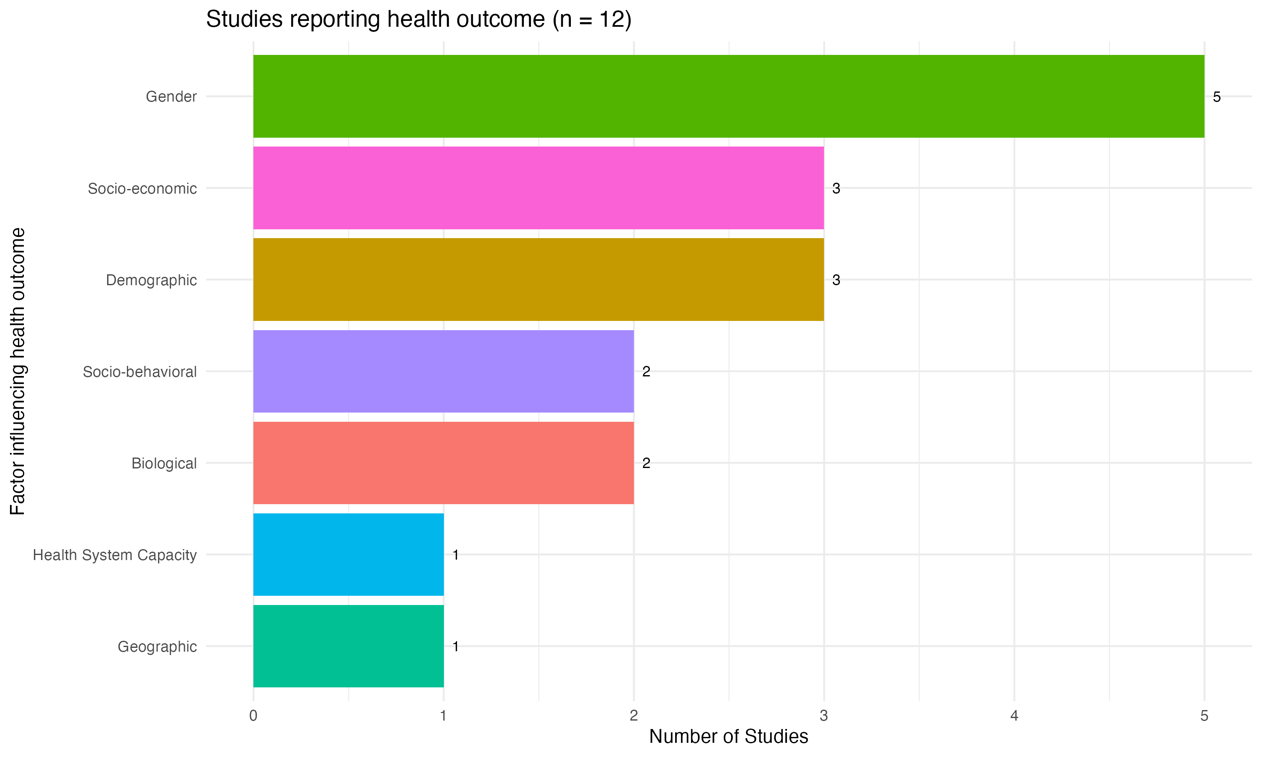 Studies reporting health outcome (n = 12)
Factor influencing health outcome
Gender
5
Socio-economic
3
Demographic
3
Socio-behavioral
2
Biological
2
Health System Capacity
1
Geographic
1
0 1 2 3 4 5
Number of Studies